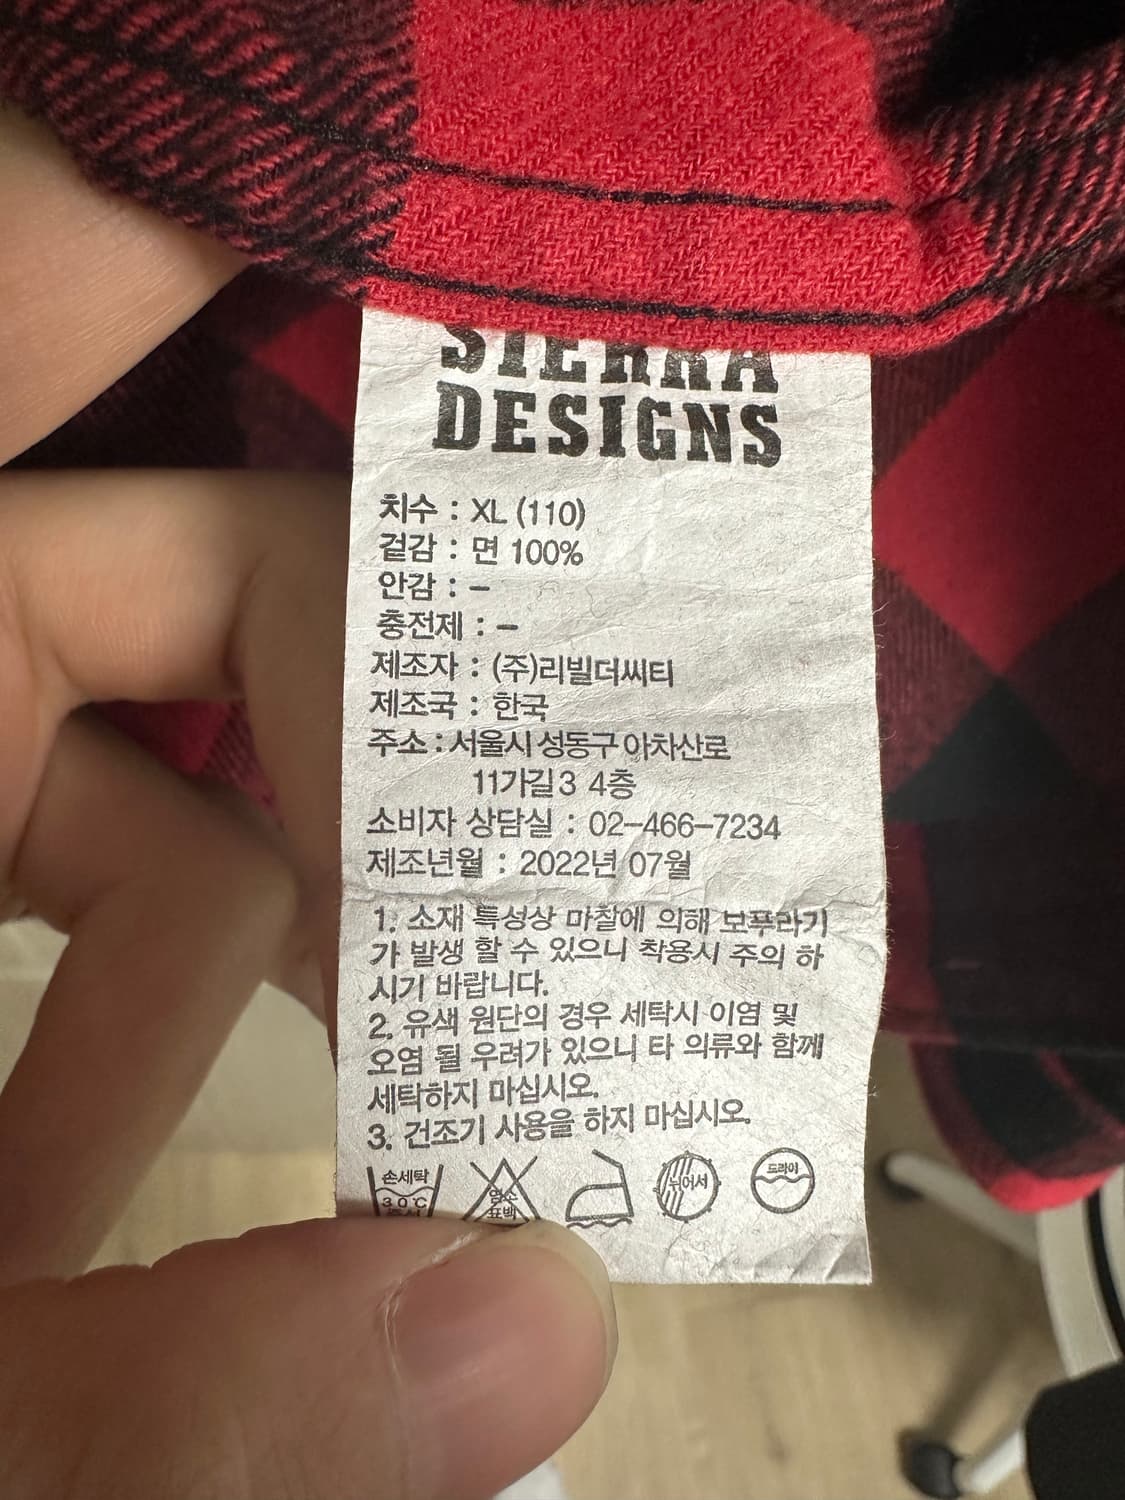 SIERRA
DESIGNS
치수 : XL (110)
겉감 : 면 100%
안감 : –
충전제 : –
제조자 : (주)리빌더씨티
제조국 : 한국
주소 : 서울시 성동구 아차산로
11가길3 4층
소비자 상담실 : 02-466-7234
제조년월 : 2022년 07월
1. 소재 특성상 마찰에 의해 보푸라기
가 발생 할 수 있으니 착용시 주의 하
시기 바랍니다.
2. 유색 원단의 경우 세탁시 이염 및
오염 될 우려가 있으니 타 의류와 함께
세탁하지 마십시오.
3. 건조기 사용을 하지 마십시오.
손세탁
30℃
염소
표백
뉘어서
드라이